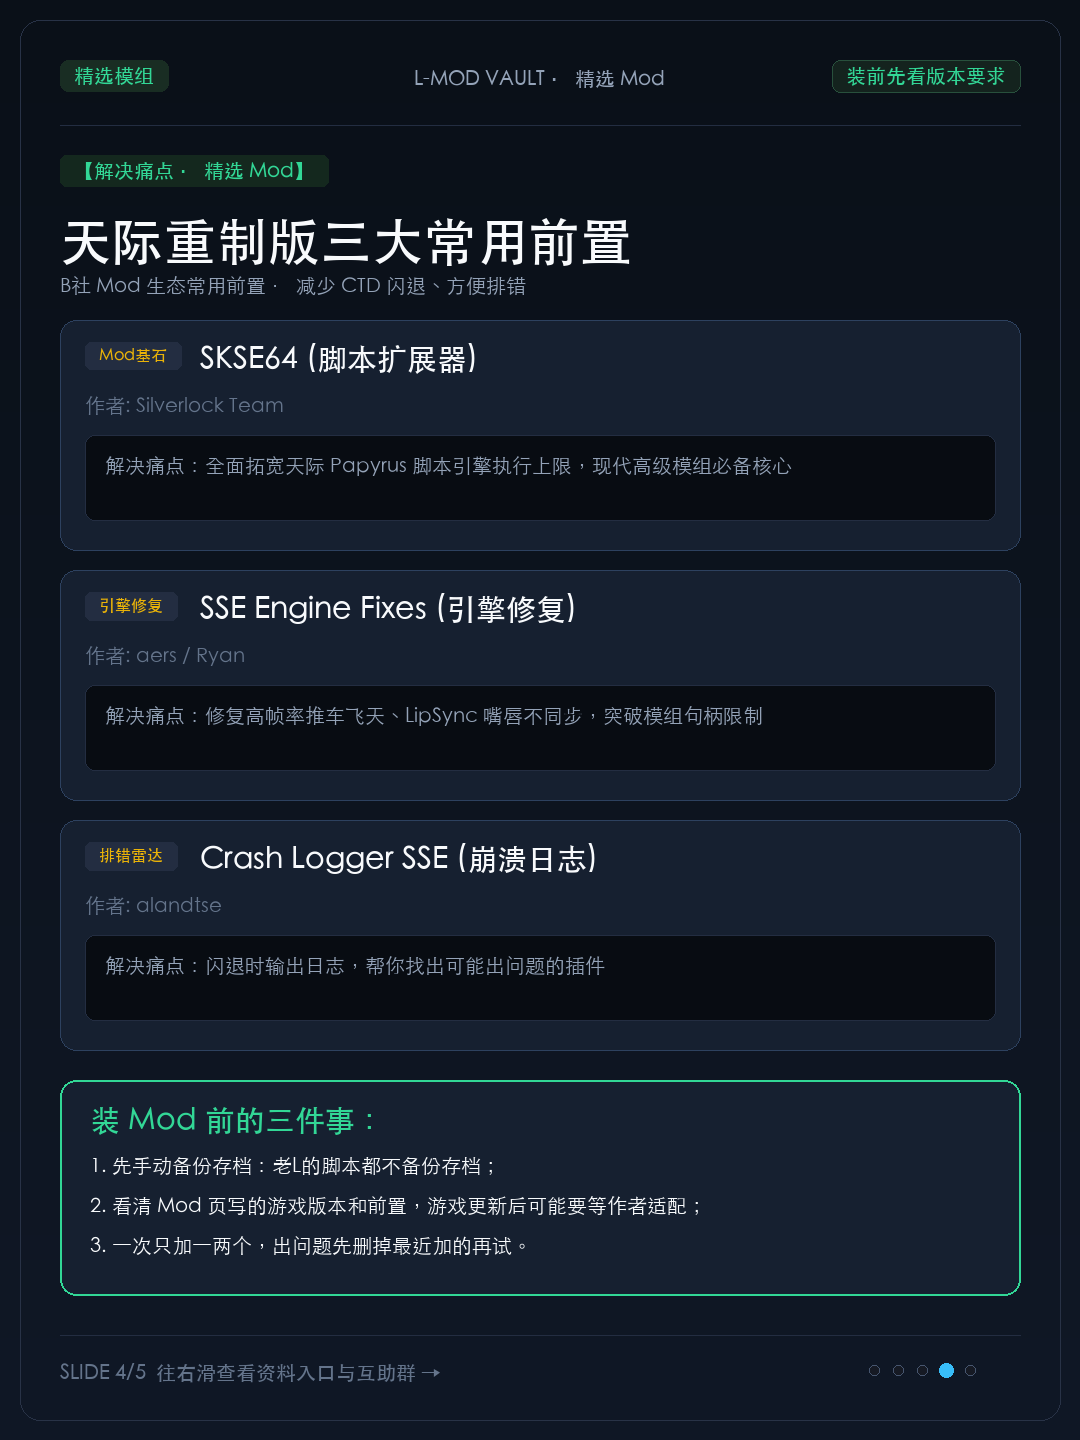 精选模组
L-MOD VAULT · 精选 Mod
装前先看版本要求
【解决痛点 · 精选 Mod】
天际重制版三大常用前置
B社 Mod 生态常用前置 · 减少 CTD 闪退、方便排错
Mod基石
SKSE64 (脚本扩展器)
作者: Silverlock Team
解决痛点：全面拓宽天际 Papyrus 脚本引擎执行上限，现代高级模组必备核心
引擎修复
SSE Engine Fixes (引擎修复)
作者: aers / Ryan
解决痛点：修复高帧率推车飞天、LipSync 嘴唇不同步，突破模组句柄限制
排错雷达
Crash Logger SSE (崩溃日志)
作者: alandtse
解决痛点：闪退时输出日志，帮你找出可能出问题的插件
装 Mod 前的三件事：
1. 先手动备份存档：老L的脚本都不备份存档；
2. 看清 Mod 页写的游戏版本和前置，游戏更新后可能要等作者适配；
3. 一次只加一两个，出问题先删掉最近加的再试。
SLIDE 4/5 往右滑查看资料入口与互助群 →